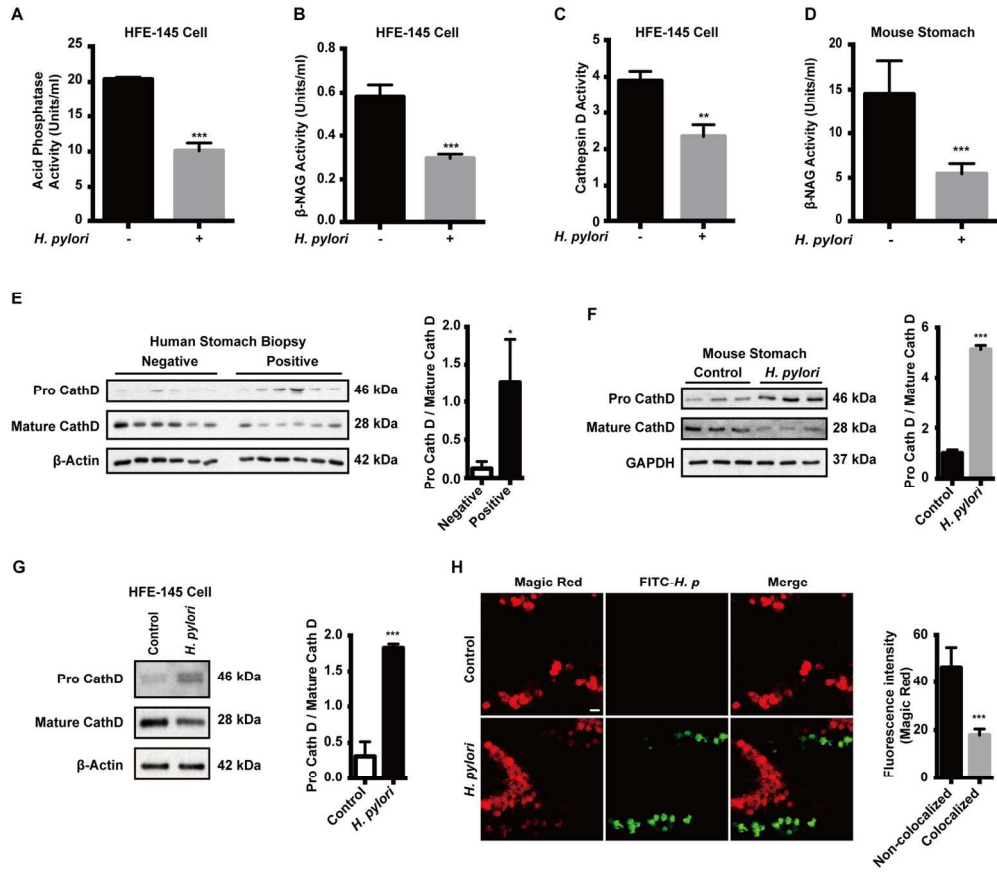 A
HFE-145 Cell
Acid Phosphatase
Activity (Units/ml)
25
20
15
10
5
0
***
H. pylori
-
+
B
HFE-145 Cell
β-NAG Activity (Units/ml)
0.8
0.6
0.4
0.2
0.0
***
H. pylori
-
+
C
HFE-145 Cell
Cathepsin D Activity
5
4
3
2
1
0
**
H. pylori
-
+
D
Mouse Stomach
β-NAG Activity (Units/ml)
20
15
10
5
0
***
H. pylori
-
+
E
Human Stomach Biopsy
Negative Positive
Pro CathD 46 kDa
Mature CathD 28 kDa
β-Actin 42 kDa
Pro Cath D / Mature Cath D
2.0
1.5
1.0
0.5
0.0
*
Negative
Positive
F
Mouse Stomach
Control H. pylori
Pro CathD 46 kDa
Mature CathD 28 kDa
GAPDH 37 kDa
Pro Cath D / Mature Cath D
6
4
2
0
***
Control
H. pylori
G
HFE-145 Cell
Control
H. pylori
Pro CathD 46 kDa
Mature CathD 28 kDa
β-Actin 42 kDa
Pro Cath D / Mature Cath D
2.0
1.5
1.0
0.5
0.0
***
Control
H. pylori
H
Magic Red FITC-H. p Merge
Control
H. pylori
Fluorescence intensity
(Magic Red)
60
40
20
0
***
Non-colocalized
Colocalized